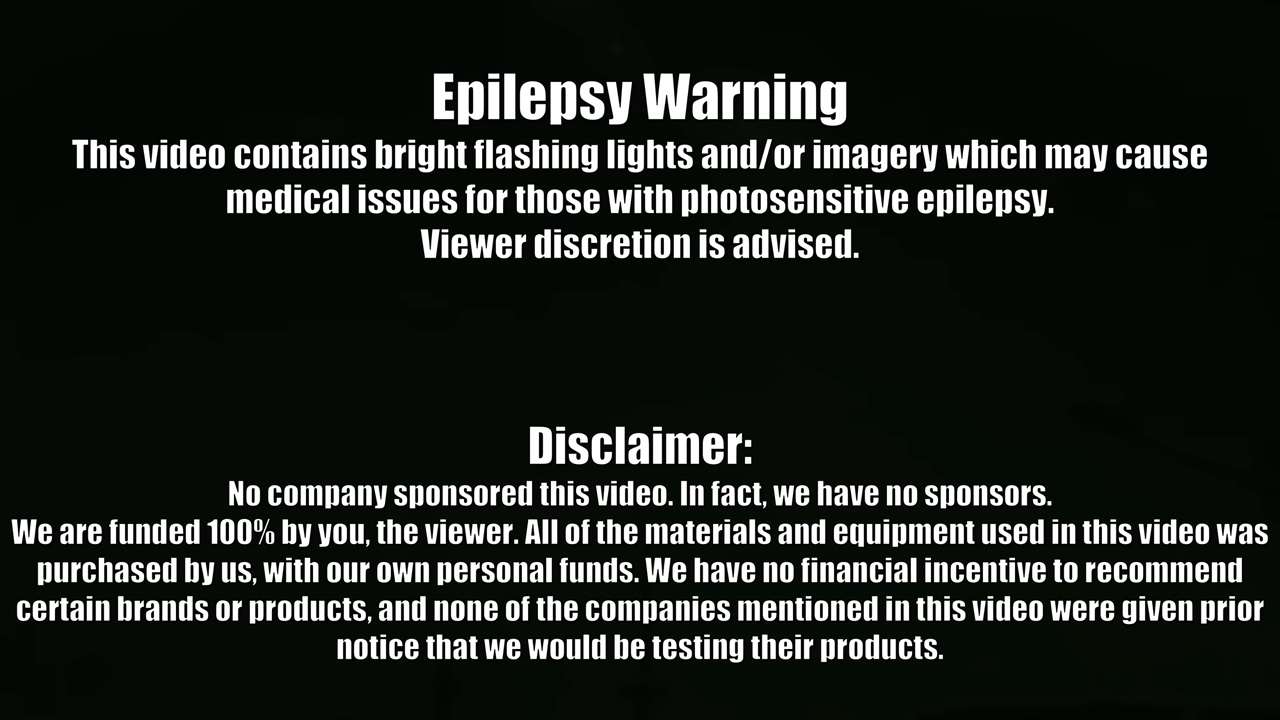 Epilepsy Warning
This video contains bright flashing lights and/or imagery which may cause
medical issues for those with photosensitive epilepsy.
Viewer discretion is advised.
Disclaimer:
No company sponsored this video. In fact, we have no sponsors.
We are funded 100% by you, the viewer. All of the materials and equipment used in this video was
purchased by us, with our own personal funds. We have no financial incentive to recommend
certain brands or products, and none of the companies mentioned in this video were given prior
notice that we would be testing their products.